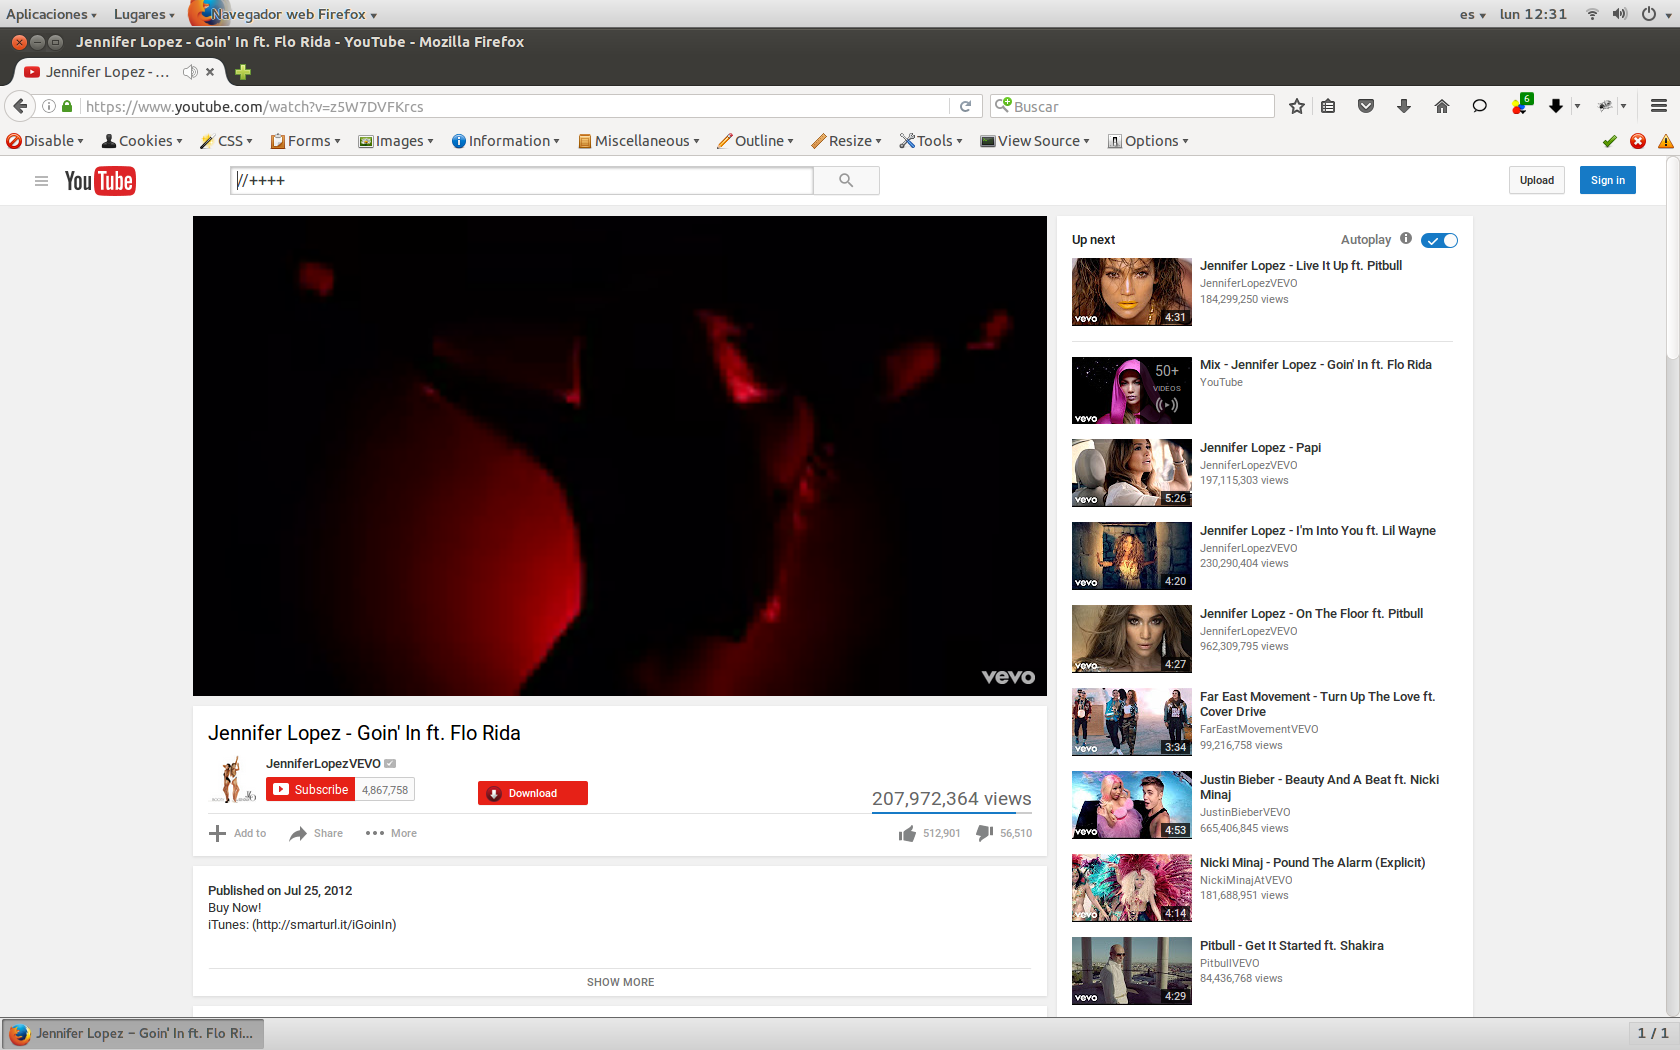 Aplicaciones Lugares Navegador web Firefox es lun 12:31
Jennifer Lopez - Goin' In ft. Flo Rida - YouTube - Mozilla Firefox
Jennifer Lopez - ...
https://www.youtube.com/watch?v=z5W7DVFKrcs Buscar 6
Disable Cookies CSS Forms Images Information Miscellaneous Outline Resize Tools View Source Options
YouTube //++++ Upload Sign in
vevo
Jennifer Lopez - Goin' In ft. Flo Rida
JenniferLopezVEVO
Subscribe 4,867,758 Download
207,972,364 views
Add to Share More 512,901 56,510
Published on Jul 25, 2012
Buy Now!
iTunes: (http://smarturl.it/iGoinIn)
SHOW MORE
Up next Autoplay
Jennifer Lopez - Live It Up ft. Pitbull
JenniferLopezVEVO
184,299,250 views
vevo 4:31
Mix - Jennifer Lopez - Goin' In ft. Flo Rida
YouTube
50+
VIDEOS
vevo
Jennifer Lopez - Papi
JenniferLopezVEVO
197,115,303 views
vevo 5:26
Jennifer Lopez - I'm Into You ft. Lil Wayne
JenniferLopezVEVO
230,290,404 views
vevo 4:20
Jennifer Lopez - On The Floor ft. Pitbull
JenniferLopezVEVO
962,309,795 views
vevo 4:27
Far East Movement - Turn Up The Love ft.
Cover Drive
FarEastMovementVEVO
99,216,758 views
vevo 3:34
Justin Bieber - Beauty And A Beat ft. Nicki
Minaj
JustinBieberVEVO
665,406,845 views
vevo 4:53
Nicki Minaj - Pound The Alarm (Explicit)
NickiMinajAtVEVO
181,688,951 views
vevo 4:14
Pitbull - Get It Started ft. Shakira
PitbullVEVO
84,436,768 views
vevo 4:29
Jennifer Lopez - Goin' In ft. Flo Ri... 1 / 1